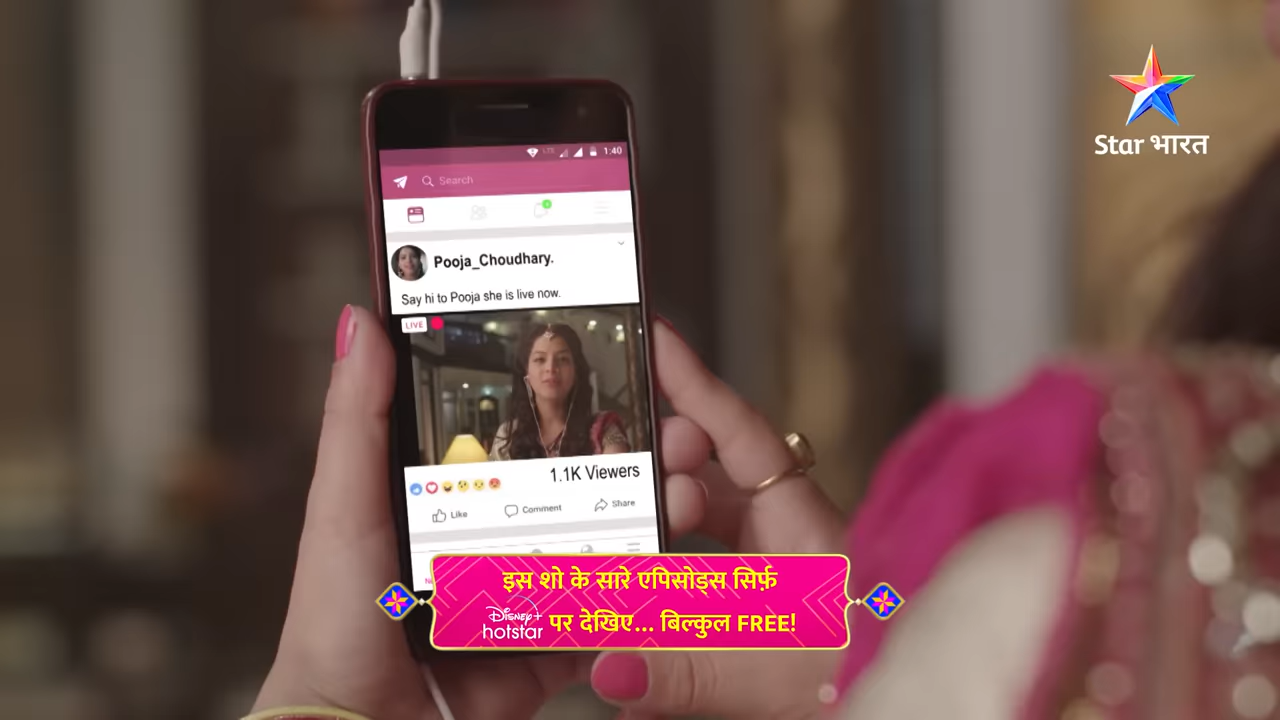 Star भारत
LTE 1:40
Search
Pooja_Choudhary.
Say hi to Pooja she is live now.
LIVE
1.1K Viewers
Like Comment Share
इस शो के सारे एपिसोड्स सिर्फ़
Disney+ hotstar पर देखिए... बिल्कुल FREE!